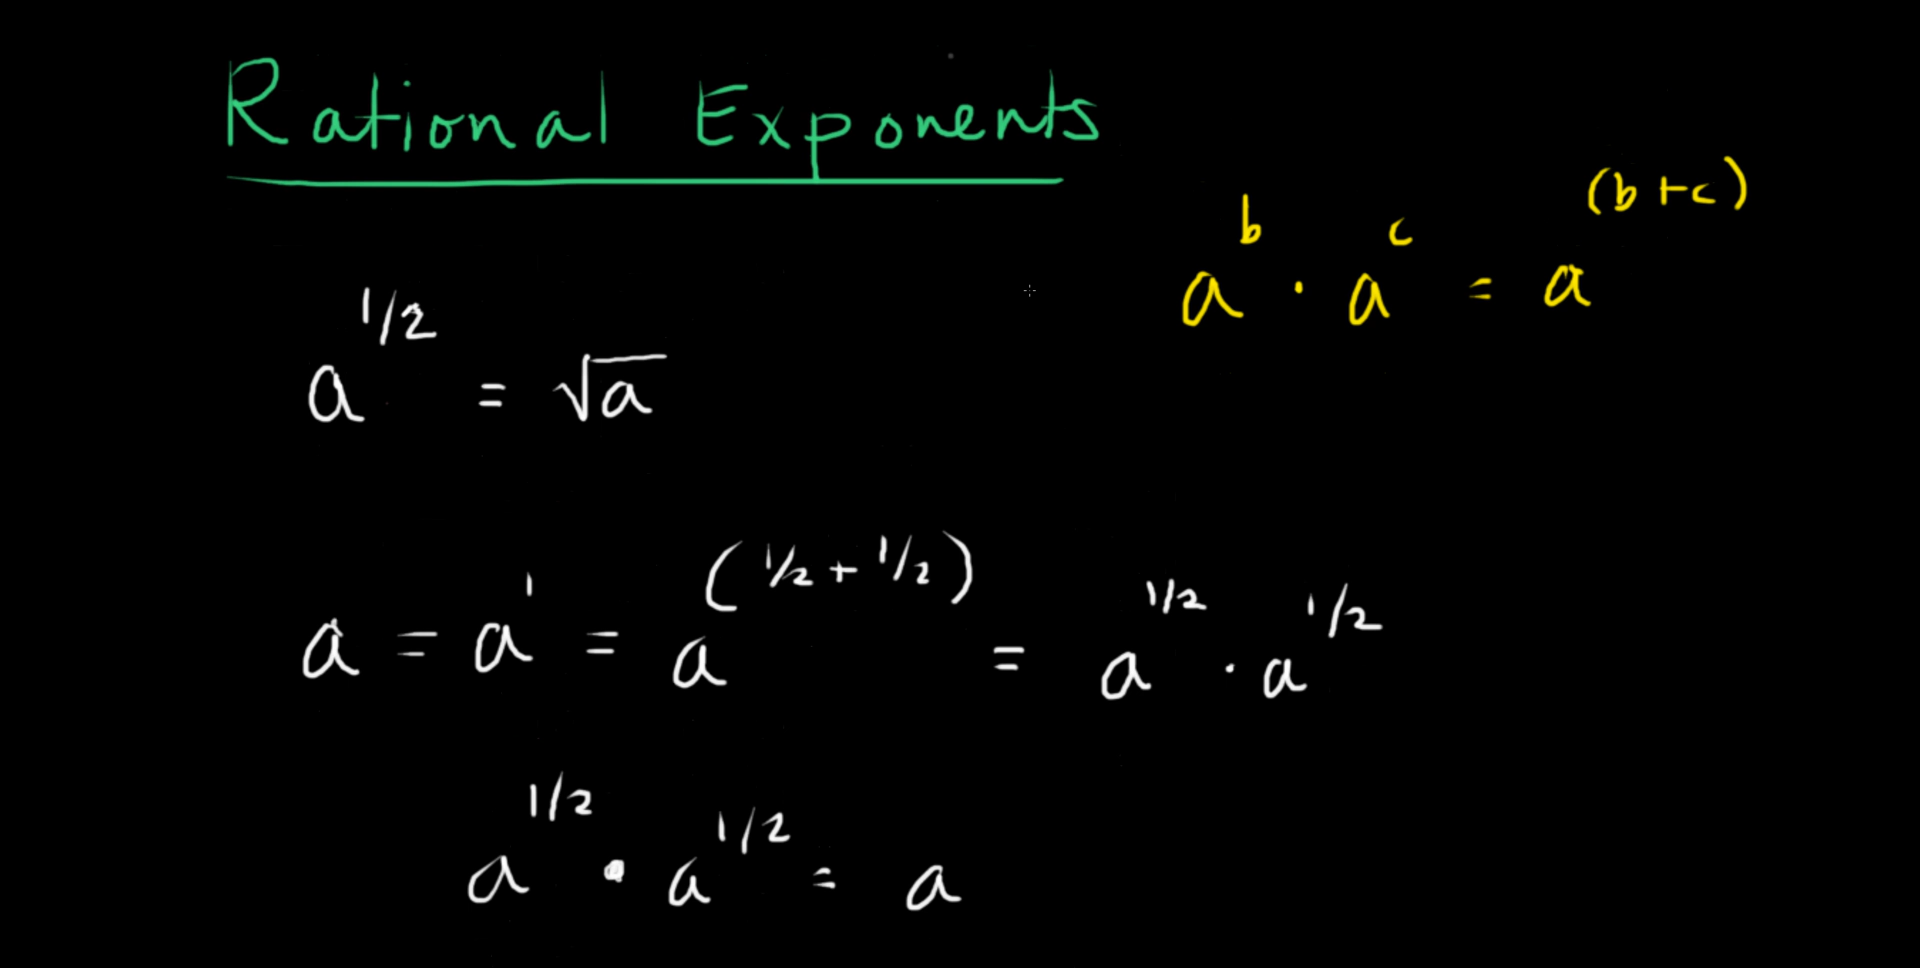 Rational Exponents
a^b · a^c = a^(b+c)
a^1/2 = √a
a = a^1 = a^(1/2 + 1/2) = a^1/2 · a^1/2
a^1/2 · a^1/2 = a